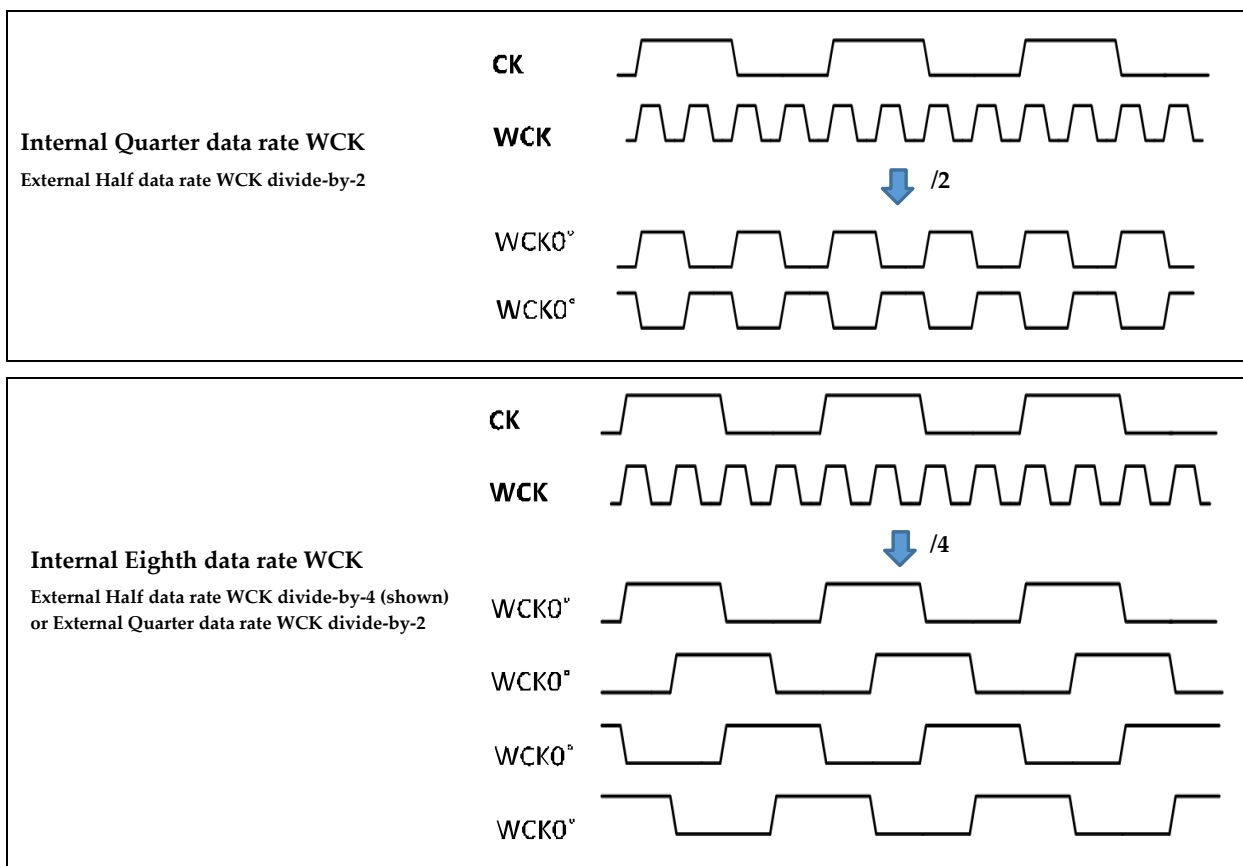 CK
Internal Quarter data rate WCK
WCK
External Half data rate WCK divide-by-2
/2
WCK0°
WCK0°
CK
WCK
/4
Internal Eighth data rate WCK
External Half data rate WCK divide-by-4 (shown)
or External Quarter data rate WCK divide-by-2
WCK0°
WCK0°
WCK0°
WCK0°